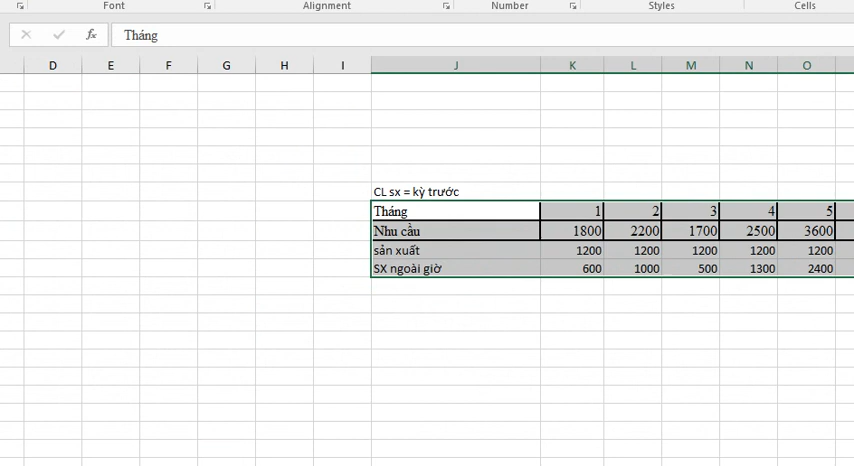 Font Alignment Number Styles Cells
fx Tháng
D E F G H I J K L M N O
CL sx = kỳ trước
Tháng 1 2 3 4 5
Nhu cầu 1800 2200 1700 2500 3600
sản xuất 1200 1200 1200 1200 1200
SX ngoài giờ 600 1000 500 1300 2400